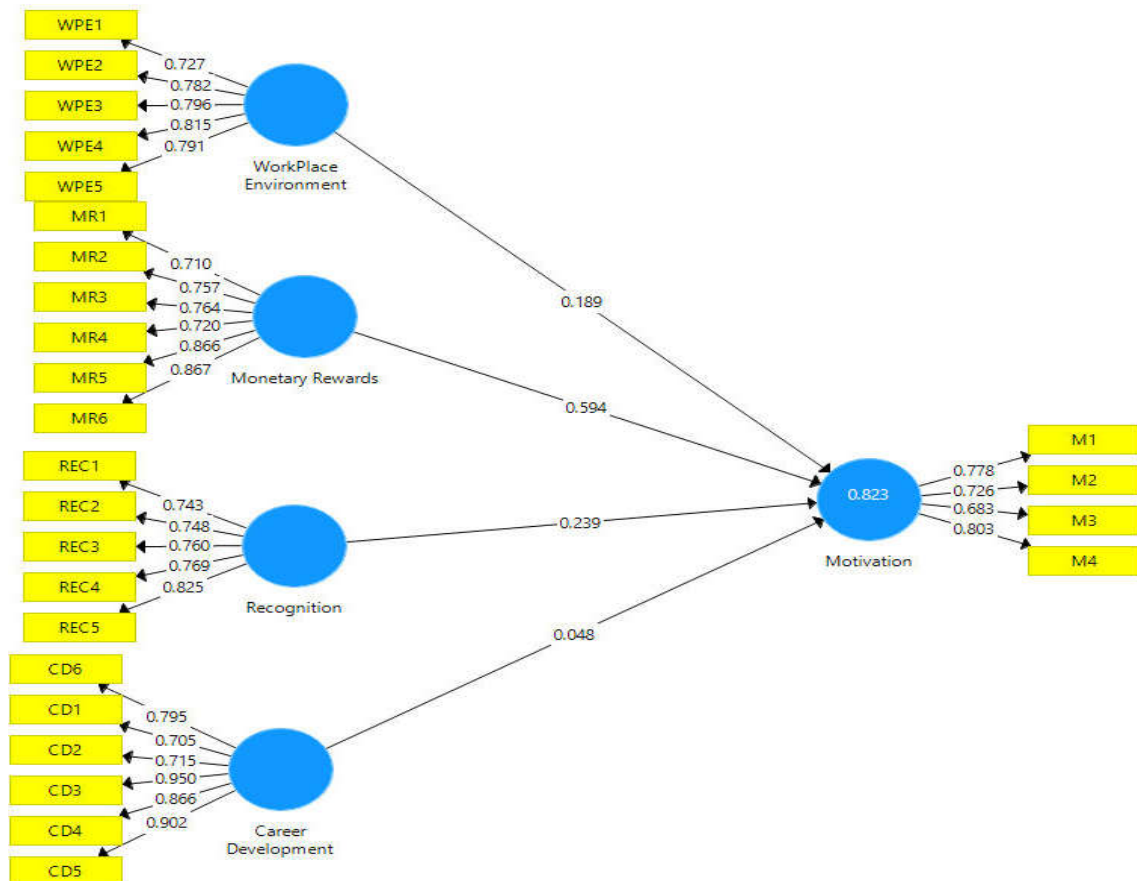 WPE1
WPE2
WPE3
WPE4
WPE5
0.727
0.782
0.796
0.815
0.791
WorkPlace
Environment
MR1
MR2
MR3
MR4
MR5
MR6
0.710
0.757
0.764
0.720
0.866
0.867
Monetary Rewards
REC1
REC2
REC3
REC4
REC5
0.743
0.748
0.760
0.769
0.825
Recognition
CD6
CD1
CD2
CD3
CD4
CD5
0.795
0.705
0.715
0.950
0.866
0.902
Career
Development
0.189
0.594
0.239
0.048
0.823
Motivation
0.778
0.726
0.683
0.803
M1
M2
M3
M4